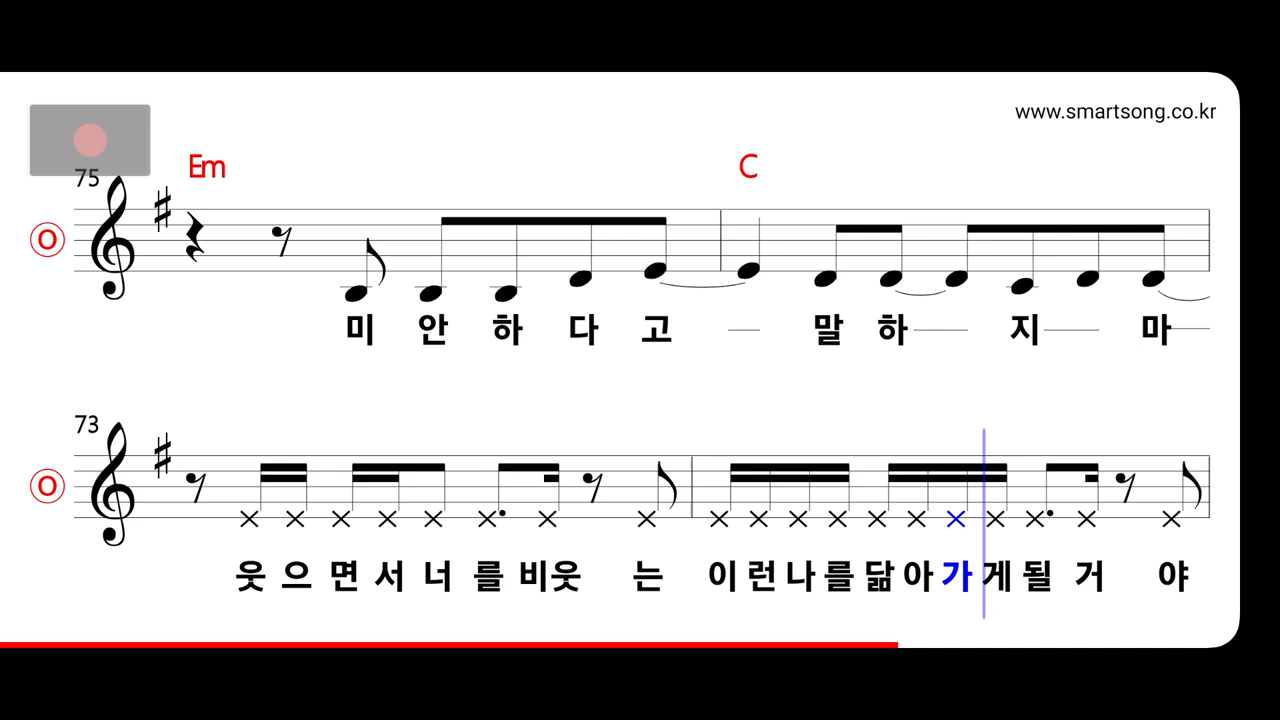 www.smartsong.co.kr
75 Em C
O
미 안 하 다 고 말 하 지 마
73
O
웃 으 면 서 너 를 비웃 는 이 런 나 를 닮 아 가 게 될 거 야